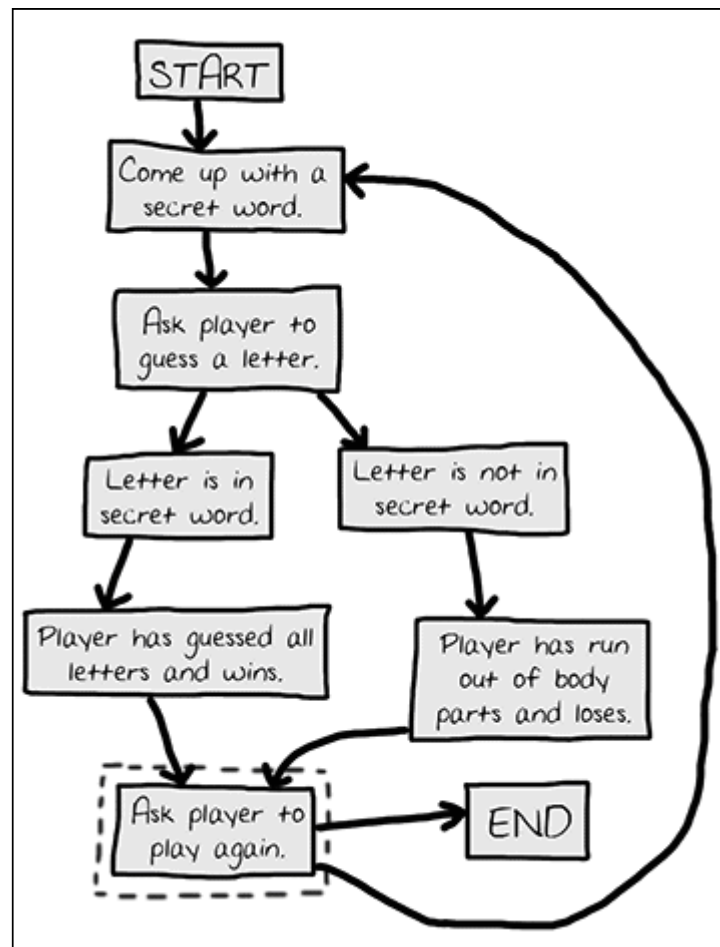 START
Come up with a
secret word.
Ask player to
guess a letter.
Letter is in
secret word.
Letter is not in
secret word.
Player has guessed all
letters and wins.
Player has run
out of body
parts and loses.
Ask player to
play again.
END